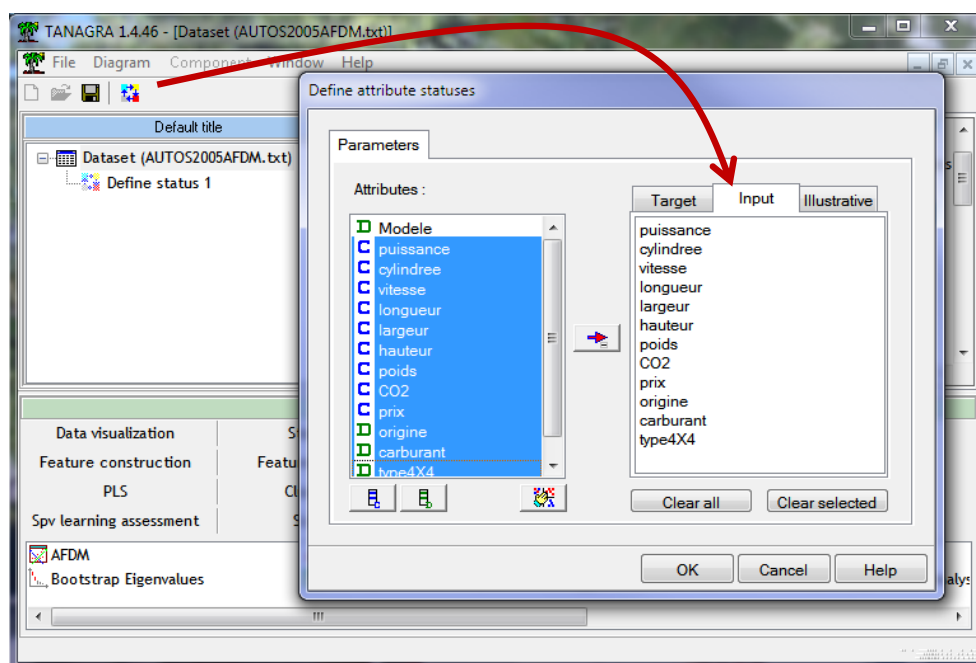 TANAGRA 1.4.46 - [Dataset (AUTOS2005AFDM.txt)]
File Diagram Component Window Help
Default title
Dataset (AUTOS2005AFDM.txt)
Define status 1
Define attribute statuses
Parameters
Attributes :
D Modele
C puissance
C cylindree
C vitesse
C longueur
C largeur
C hauteur
C poids
C CO2
C prix
D origine
D carburant
D type4X4
Target Input Illustrative
puissance
cylindree
vitesse
longueur
largeur
hauteur
poids
CO2
prix
origine
carburant
type4X4
Clear all Clear selected
OK Cancel Help
Data visualization
Feature construction
PLS
Spv learning assessment
AFDM
Bootstrap Eigenvalues